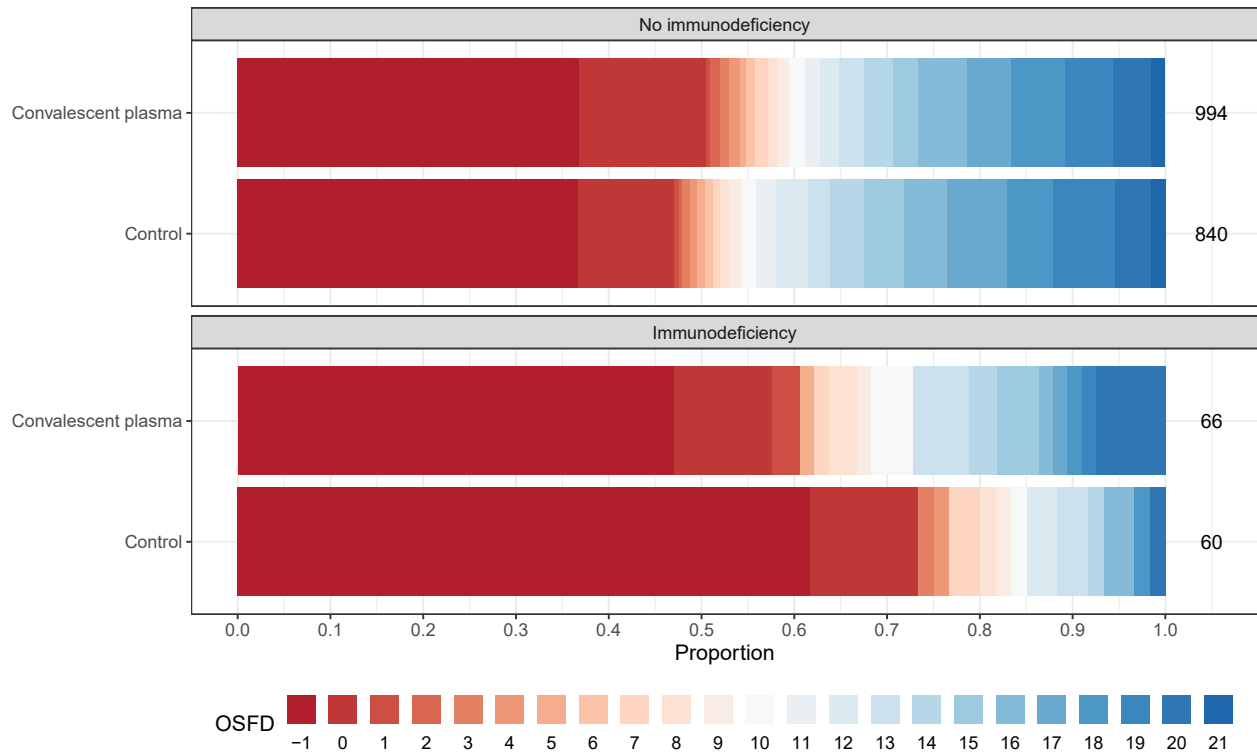 No immunodeficiency
Convalescent plasma 994
Control 840
Immunodeficiency
Convalescent plasma 66
Control 60
0.0 0.1 0.2 0.3 0.4 0.5 0.6 0.7 0.8 0.9 1.0
Proportion
OSFD
−1 0 1 2 3 4 5 6 7 8 9 10 11 12 13 14 15 16 17 18 19 20 21